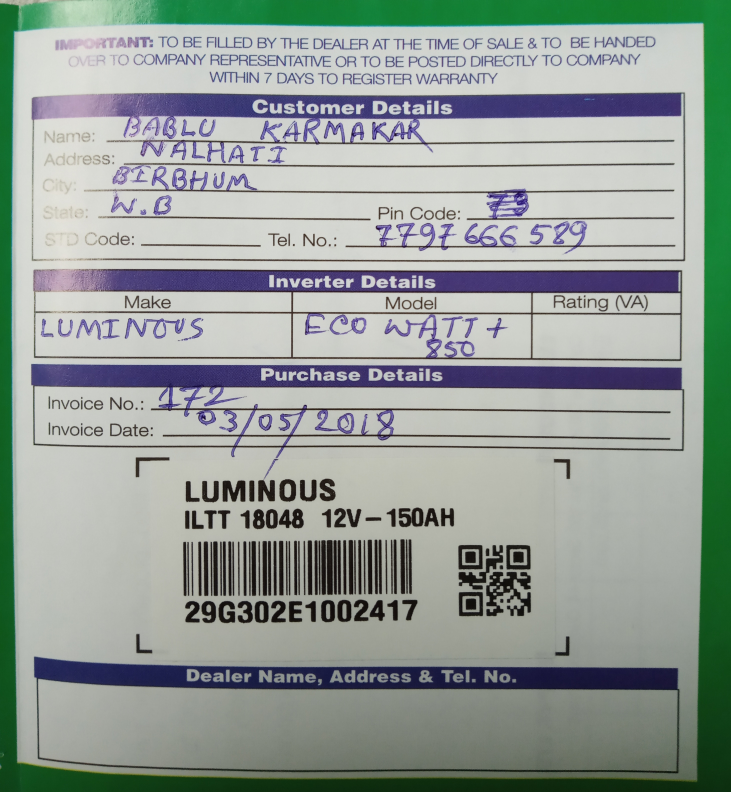 IMPORTANT: TO BE FILLED BY THE DEALER AT THE TIME OF SALE & TO BE HANDED
OVER TO COMPANY REPRESENTATIVE OR TO BE POSTED DIRECTLY TO COMPANY
WITHIN 7 DAYS TO REGISTER WARRANTY
Customer Details
Name: BABLU KARMAKAR
Address: NALHATI
City: BIRBHUM
State: W.B Pin Code:
STD Code: Tel. No.: 7797 666 589
Inverter Details
Make Model Rating (VA)
LUMINOUS ECO WATT +
850
Purchase Details
Invoice No.: 172
Invoice Date: 03/05/2018
LUMINOUS
ILTT 18048 12V-150AH
29G302E1002417
Dealer Name, Address & Tel. No.